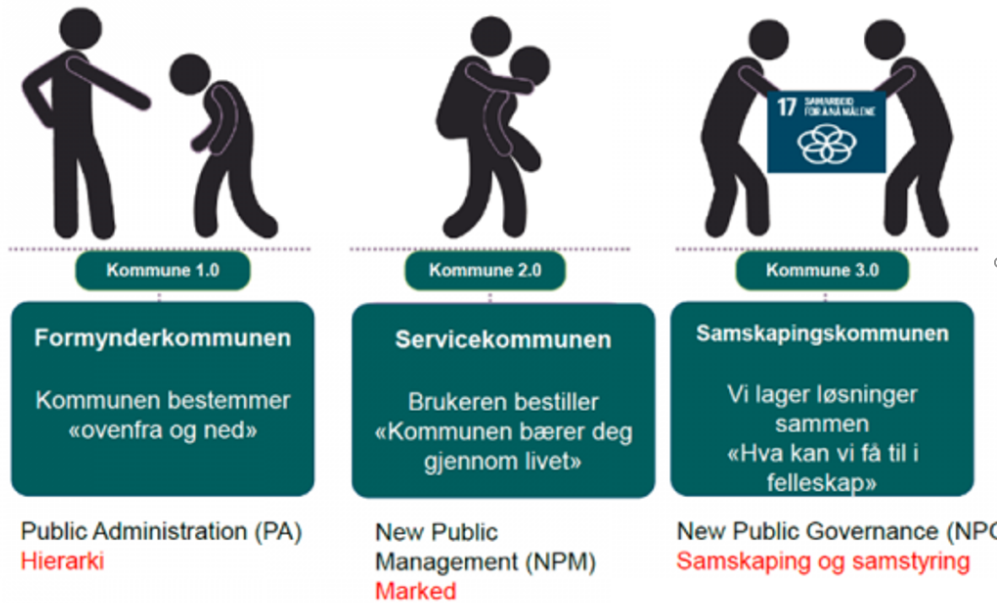 17 SAMARBEID
FOR Å NÅ MÅLENE
Kommune 1.0
Formynderkommunen
Kommunen bestemmer
«ovenfra og ned»
Public Administration (PA)
Hierarki
Kommune 2.0
Servicekommunen
Brukeren bestiller
«Kommunen bærer deg
gjennom livet»
New Public
Management (NPM)
Marked
Kommune 3.0
Samskapingskommunen
Vi lager løsninger
sammen
«Hva kan vi få til i
felleskap»
New Public Governance (NPG
Samskaping og samstyring